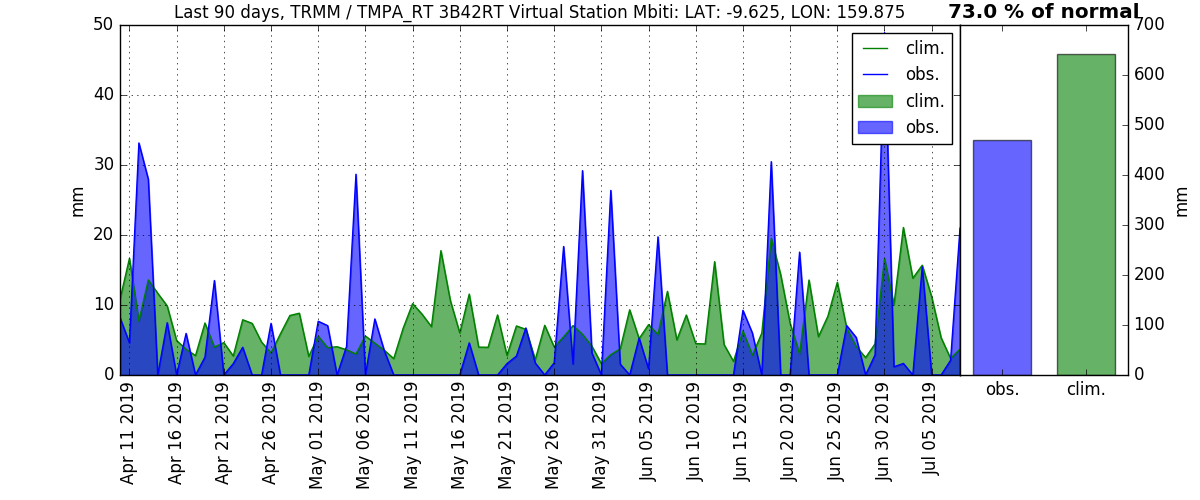 Last 90 days, TRMM / TMPA_RT 3B42RT Virtual Station Mbiti: LAT: -9.625, LON: 159.875
73.0 % of normal
50
40
30
20
10
0
mm
clim.
obs.
clim.
obs.
Apr 11 2019
Apr 16 2019
Apr 21 2019
Apr 26 2019
May 01 2019
May 06 2019
May 11 2019
May 16 2019
May 21 2019
May 26 2019
May 31 2019
Jun 05 2019
Jun 10 2019
Jun 15 2019
Jun 20 2019
Jun 25 2019
Jun 30 2019
Jul 05 2019
700
600
500
400
300
200
100
0
mm
obs.
clim.